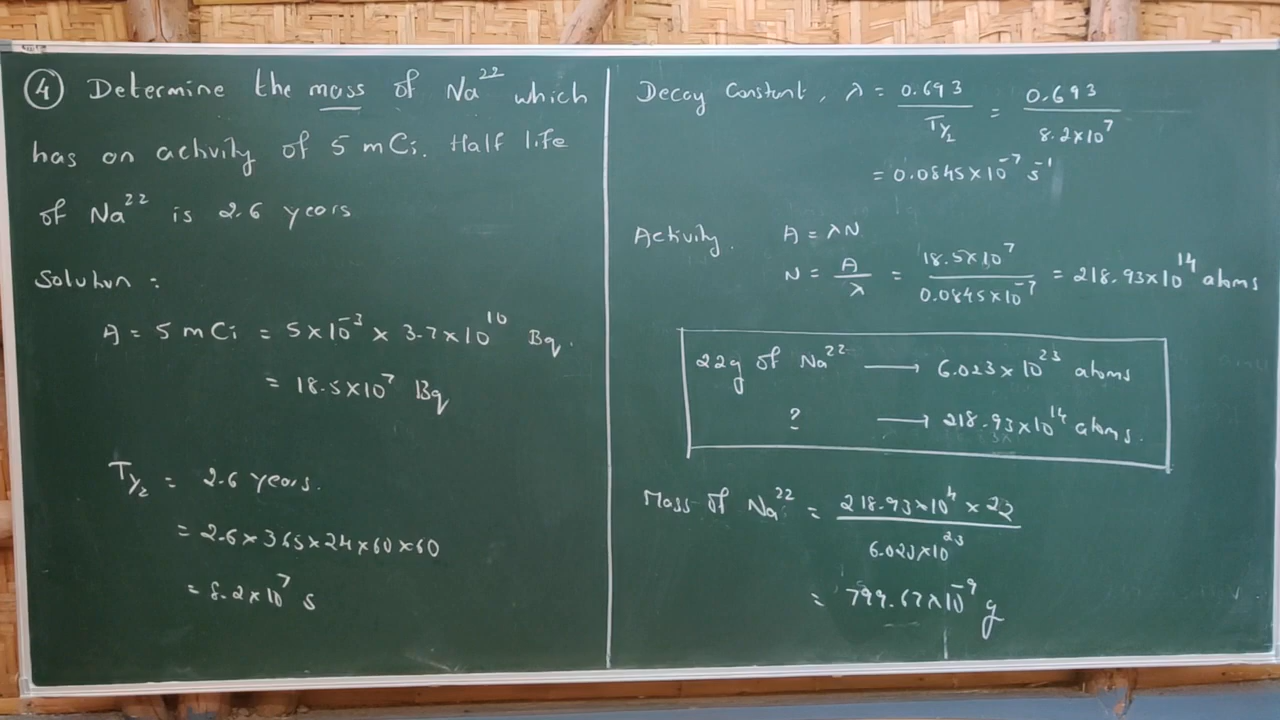 ④ Determine the mass of Na²² which
has an activity of 5 mCi. Half life
of Na²² is 2.6 years
Solution :
A = 5 mCi = 5×10⁻³ × 3.7×10¹⁰ Bq.
= 18.5×10⁷ Bq
T½ = 2.6 years.
= 2.6×365×24×60×60
= 8.2×10⁷ s
Decay Constant, λ = 0.693 / T½ = 0.693 / 8.2×10⁷
= 0.0845×10⁻⁷ s⁻¹
Activity. A = λN
N = A / λ = 18.5×10⁷ / 0.0845×10⁻⁷ = 218.93×10¹⁴ atoms
22g of Na²² → 6.023×10²³ atoms
? → 218.93×10¹⁴ atoms.
Mass of Na²² = 218.93×10¹⁴ × 22 / 6.023×10²³
= 799.67×10⁻⁹ g